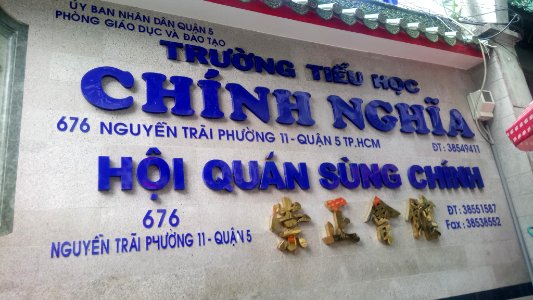 ỦY BAN NHÂN DÂN QUẬN 5
PHÒNG GIÁO DỤC VÀ ĐÀO TẠO
TRƯỜNG TIỂU HỌC
CHÍNH NGHĨA
676 NGUYỄN TRÃI PHƯỜNG 11 - QUẬN 5 TP.HCM
ĐT: 38549411
HỘI QUÁN SÙNG CHÍNH
676
NGUYỄN TRÃI PHƯỜNG 11 - QUẬN 5
崇正會館
ĐT: 38551587
Fax: 38538552